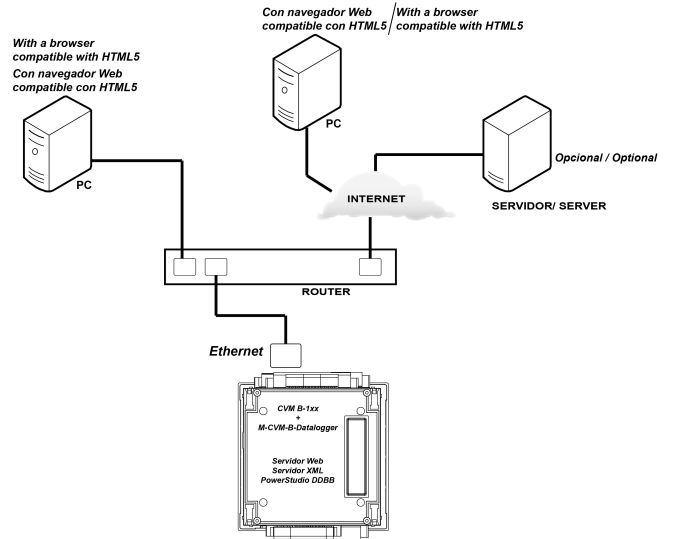 With a browser
compatible with HTML5
Con navegador Web
compatible con HTML5
PC
Con navegador Web / With a browser
compatible con HTML5 / compatible with HTML5
PC
Opcional / Optional
INTERNET
SERVIDOR/ SERVER
ROUTER
Ethernet
CVM B-1xx
+
M-CVM-B-Datalogger
Servidor Web
Servidor XML
PowerStudio DDBB